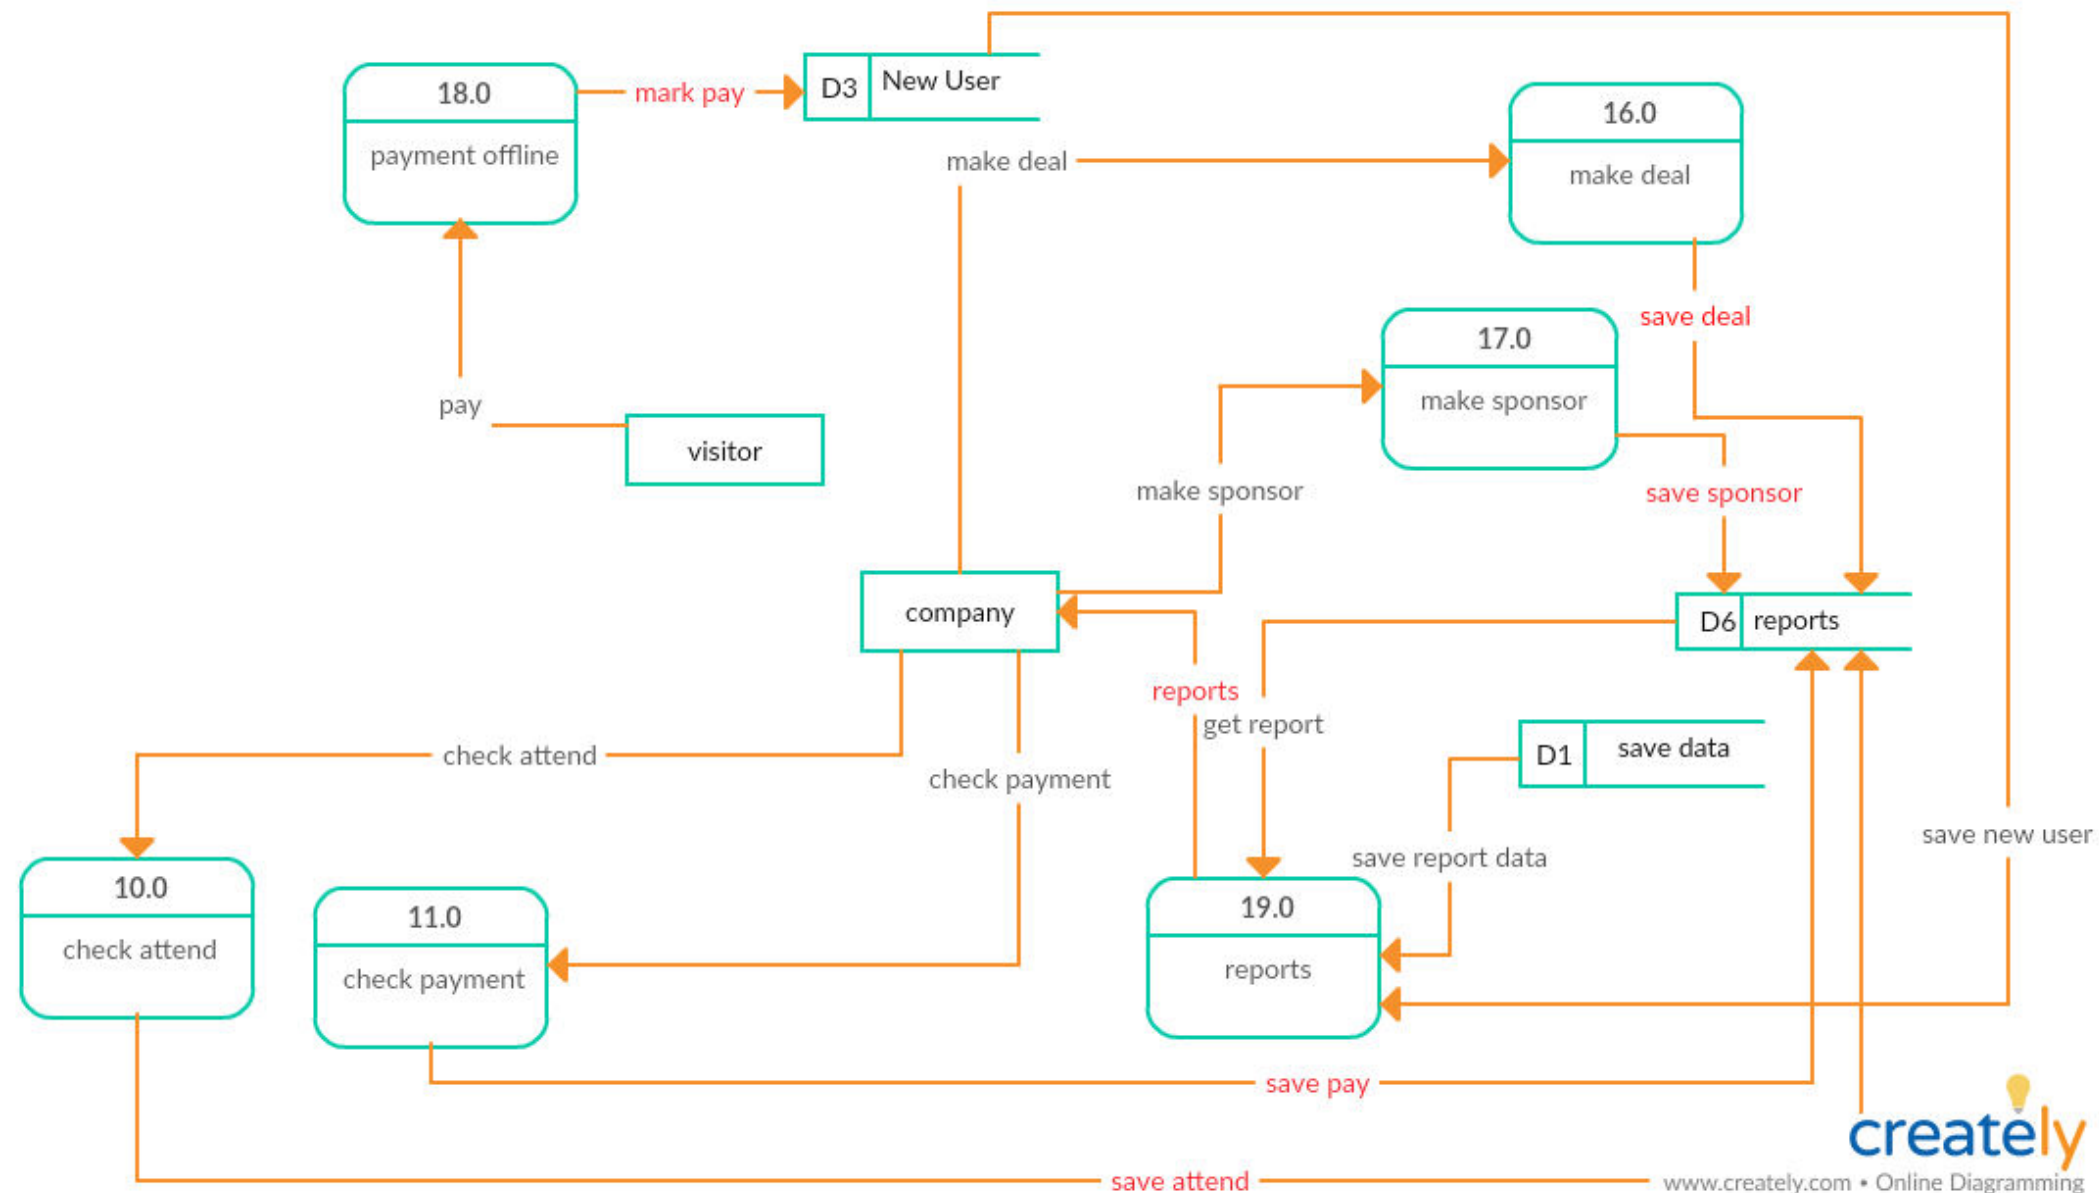 18.0
payment offline
mark pay
D3
New User
make deal
16.0
make deal
save deal
17.0
make sponsor
pay
visitor
make sponsor
save sponsor
company
D6
reports
reports
get report
check attend
check payment
D1
save data
save new user
save report data
10.0
check attend
11.0
check payment
19.0
reports
save pay
save attend
creately
www.creately.com • Online Diagramming